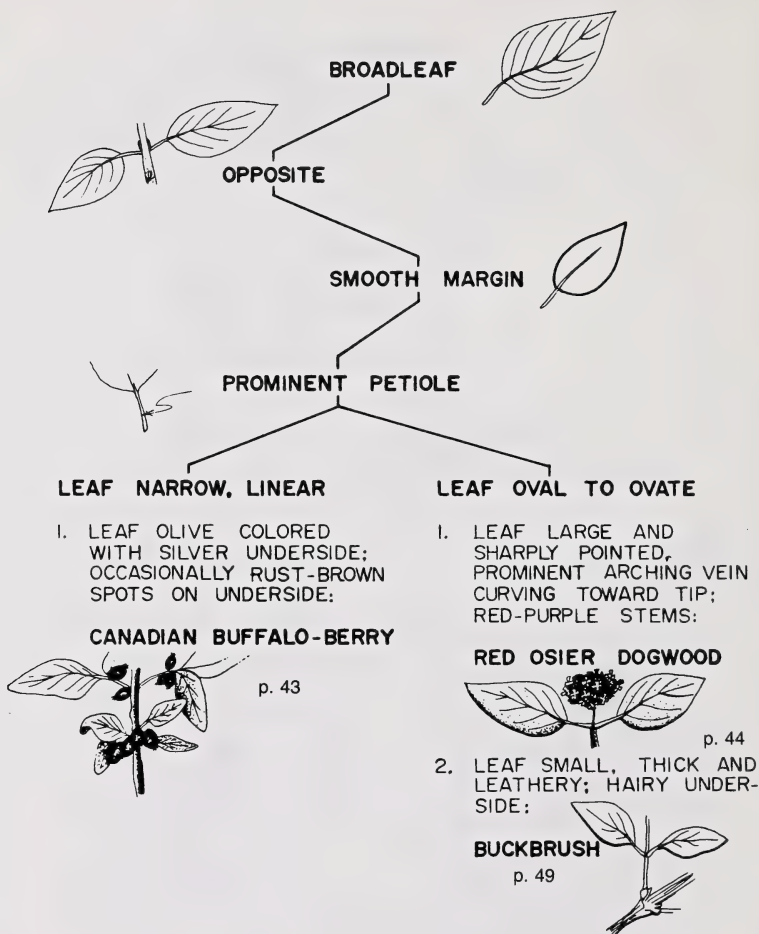 BROADLEAF
OPPOSITE
SMOOTH MARGIN
PROMINENT PETIOLE
LEAF NARROW, LINEAR
1. LEAF OLIVE COLORED
WITH SILVER UNDERSIDE;
OCCASIONALLY RUST-BROWN
SPOTS ON UNDERSIDE:
CANADIAN BUFFALO-BERRY
p. 43
LEAF OVAL TO OVATE
1. LEAF LARGE AND
SHARPLY POINTED,
PROMINENT ARCHING VEIN
CURVING TOWARD TIP;
RED-PURPLE STEMS:
RED OSIER DOGWOOD
p. 44
2. LEAF SMALL, THICK AND
LEATHERY; HAIRY UNDER-
SIDE:
BUCKBRUSH
p. 49